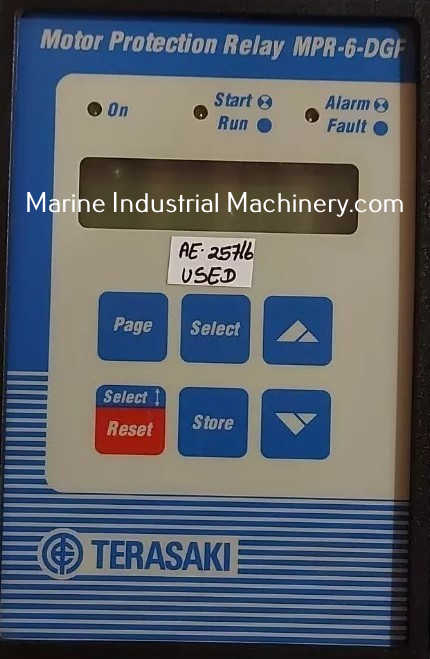 Motor Protection Relay MPR-6-DGF
On
Start
Run
Alarm
Fault
Marine Industrial Machinery.com
AE-25716
USED
Page
Select
Select
Reset
Store
TERASAKI